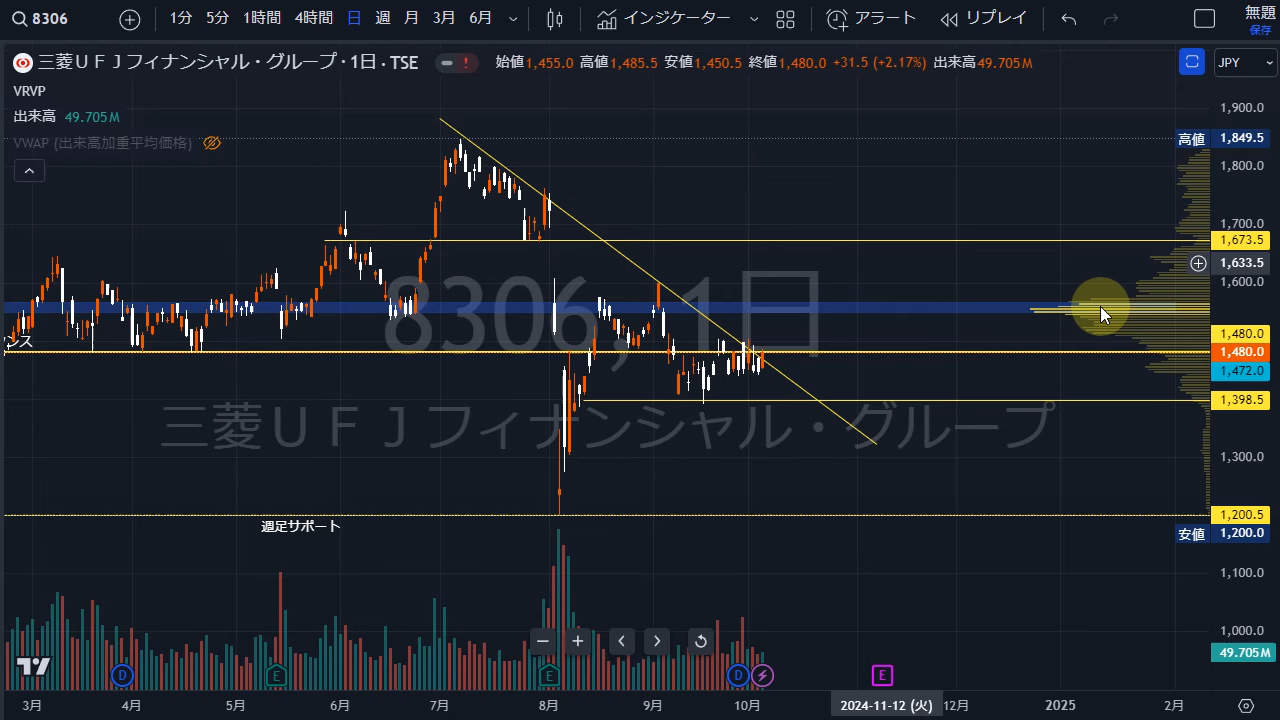 8306 1分 5分 1時間 4時間 日 週 月 3月 6月 インジケーター アラート リプレイ 無題
保存
三菱ＵＦＪフィナンシャル・グループ・1日・TSE 始値1,455.0 高値1,485.5 安値1,450.5 終値1,480.0 +31.5 (+2.17%) 出来高49.705M JPY
VRVP
出来高 49.705M
VWAP (出来高加重平均価格)
1,900.0
高値 1,849.5
1,800.0
1,700.0
1,673.5
1,633.5
1,600.0
8306, 1日
1,480.0
ンス
1,480.0
1,472.0
1,398.5
三菱ＵＦＪフィナンシャル・グループ
1,300.0
1,200.5
週足サポート
安値 1,200.0
1,100.0
1,000.0
49.705M
D E E D E
3月 4月 5月 6月 7月 8月 9月 10月 2024-11-12 (火) 12月 2025 2月